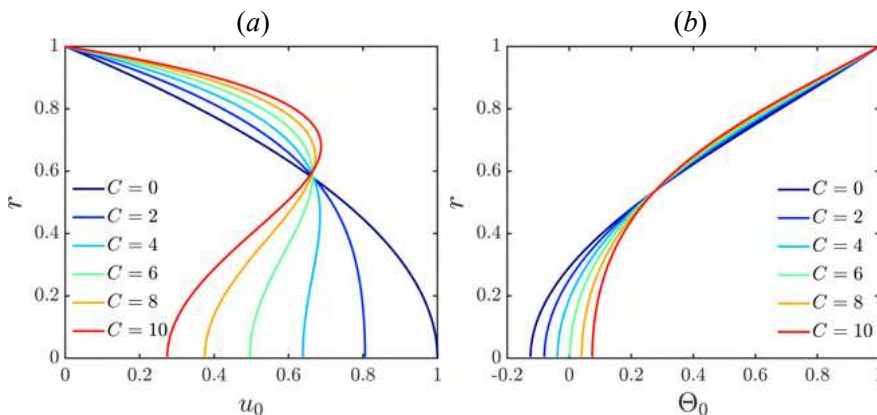 (a)
(b)
1
0.8
0.6
0.4
0.2
0
r
C = 0
C = 2
C = 4
C = 6
C = 8
C = 10
0 0.2 0.4 0.6 0.8 1
u₀
1
0.8
0.6
0.4
0.2
0
r
C = 0
C = 2
C = 4
C = 6
C = 8
C = 10
-0.2 0 0.2 0.4 0.6 0.8 1
Θ₀